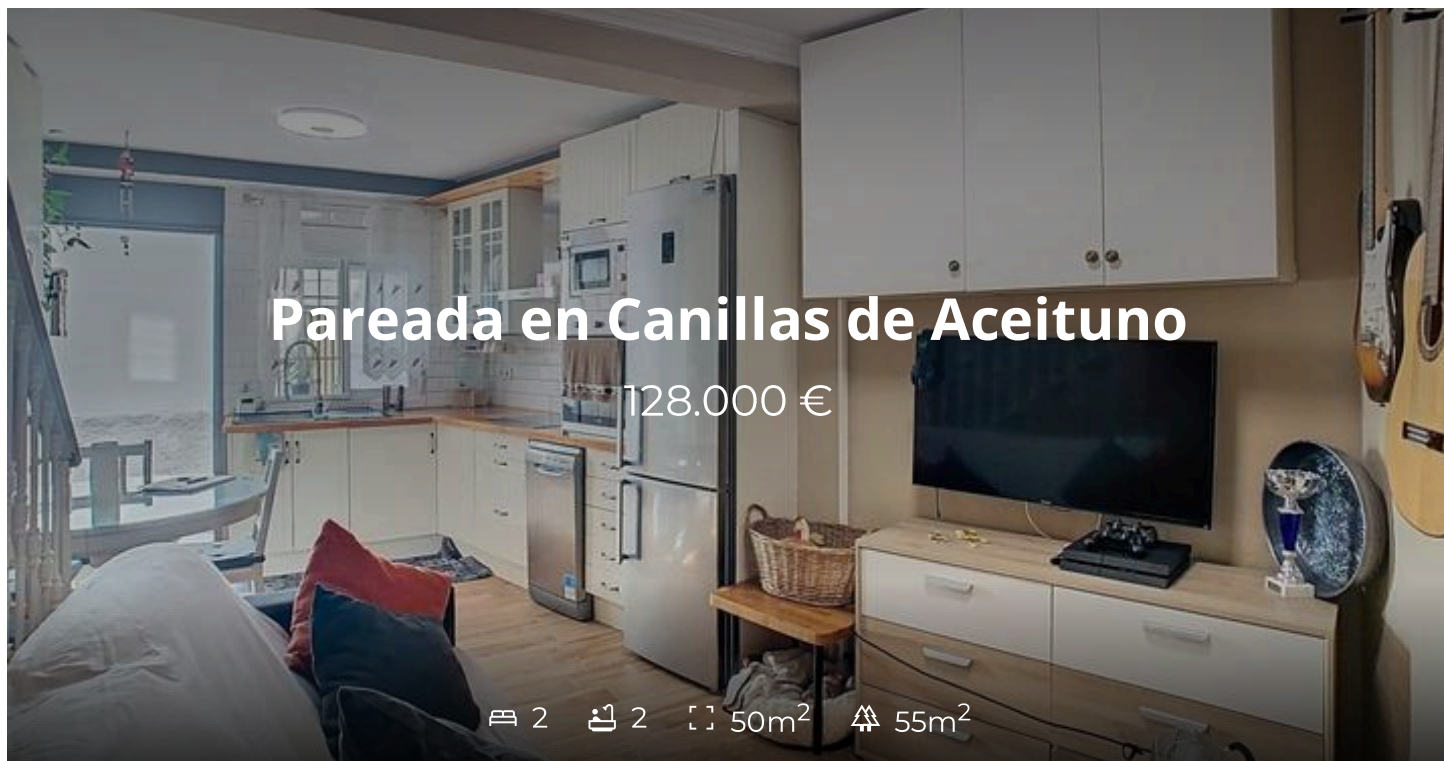 Pareada en Canillas de Aceituno
128.000 €
2 2 50m² 55m²